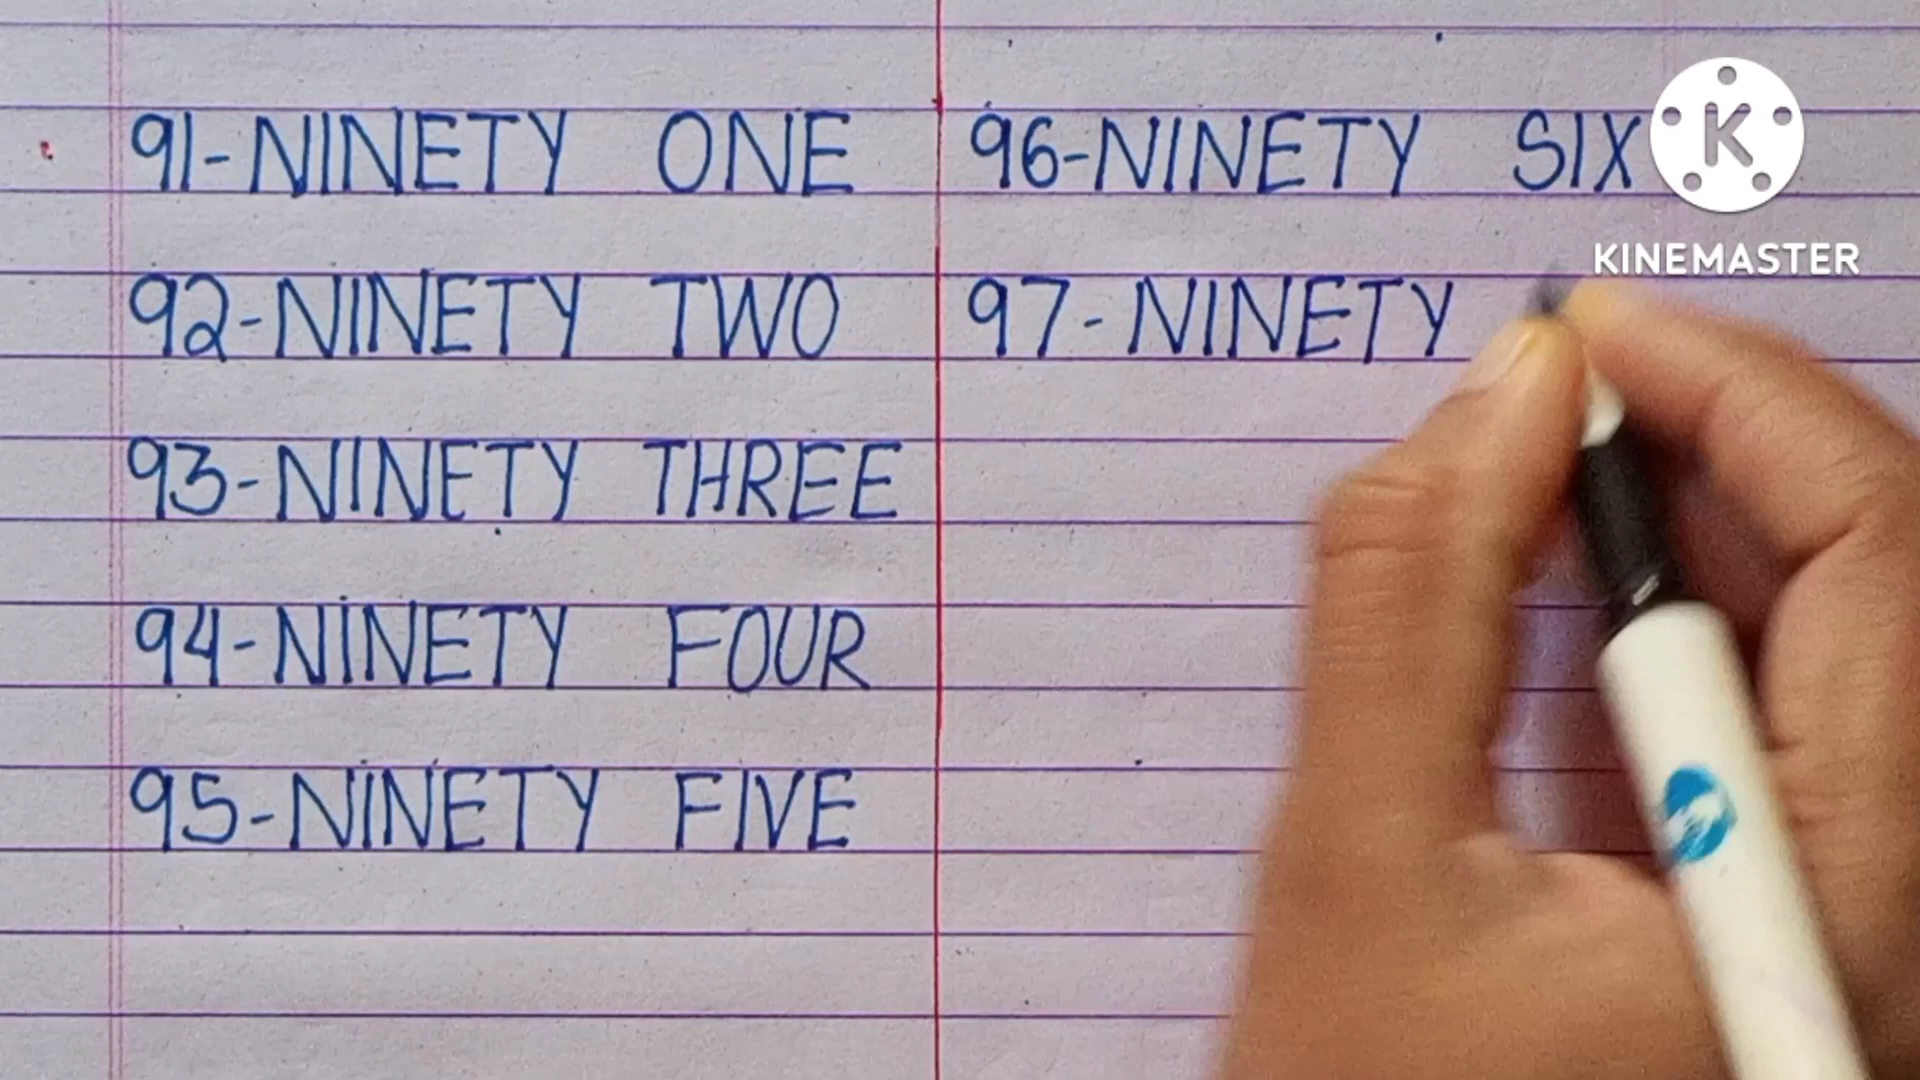 91-NINETY ONE
92-NINETY TWO
93-NINETY THREE
94-NINETY FOUR
95-NINETY FIVE
96-NINETY SIX
97-NINETY
K
KINEMASTER